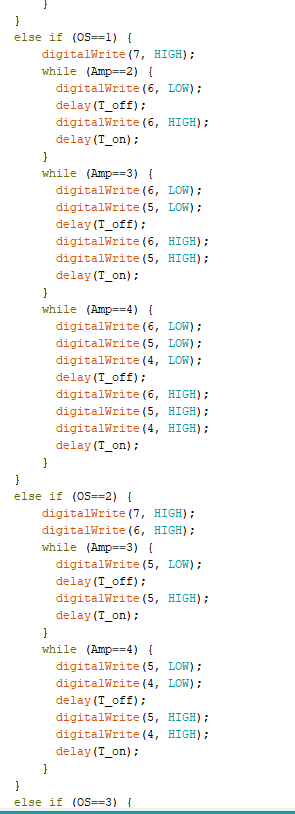 }
}
else if (OS==1) {
digitalWrite(7, HIGH);
while (Amp==2) {
digitalWrite(6, LOW);
delay(T_off);
digitalWrite(6, HIGH);
delay(T_on);
}
while (Amp==3) {
digitalWrite(6, LOW);
digitalWrite(5, LOW);
delay(T_off);
digitalWrite(6, HIGH);
digitalWrite(5, HIGH);
delay(T_on);
}
while (Amp==4) {
digitalWrite(6, LOW);
digitalWrite(5, LOW);
digitalWrite(4, LOW);
delay(T_off);
digitalWrite(6, HIGH);
digitalWrite(5, HIGH);
digitalWrite(4, HIGH);
delay(T_on);
}
}
else if (OS==2) {
digitalWrite(7, HIGH);
digitalWrite(6, HIGH);
while (Amp==3) {
digitalWrite(5, LOW);
delay(T_off);
digitalWrite(5, HIGH);
delay(T_on);
}
while (Amp==4) {
digitalWrite(5, LOW);
digitalWrite(4, LOW);
delay(T_off);
digitalWrite(5, HIGH);
digitalWrite(4, HIGH);
delay(T_on);
}
}
else if (OS==3) {